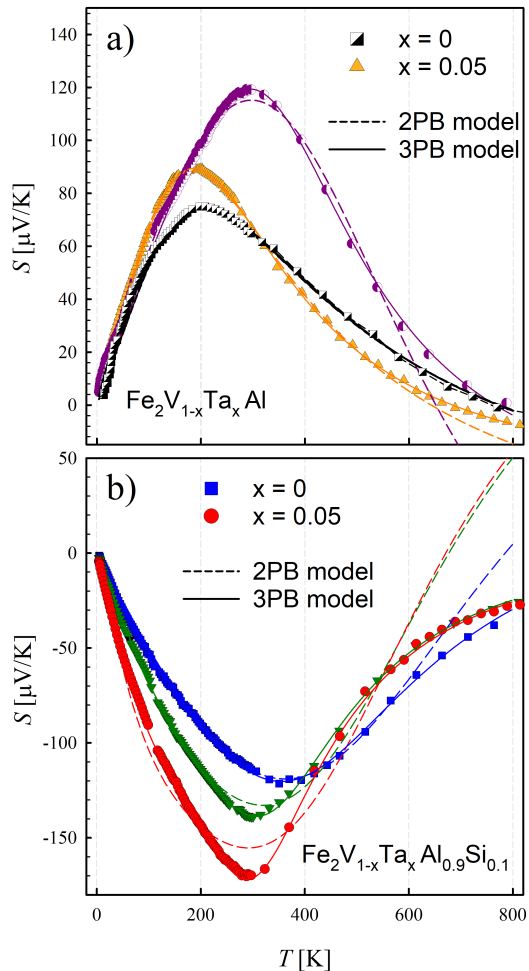 a)
x = 0
x = 0.05
2PB model
3PB model
S [μV/K]
140
120
100
80
60
40
20
0
Fe₂V₁₋ₓTaₓAl
b)
x = 0
x = 0.05
2PB model
3PB model
S [μV/K]
50
0
-50
-100
-150
Fe₂V₁₋ₓTaₓAl₀.₉Si₀.₁
0 200 400 600 800
T [K]